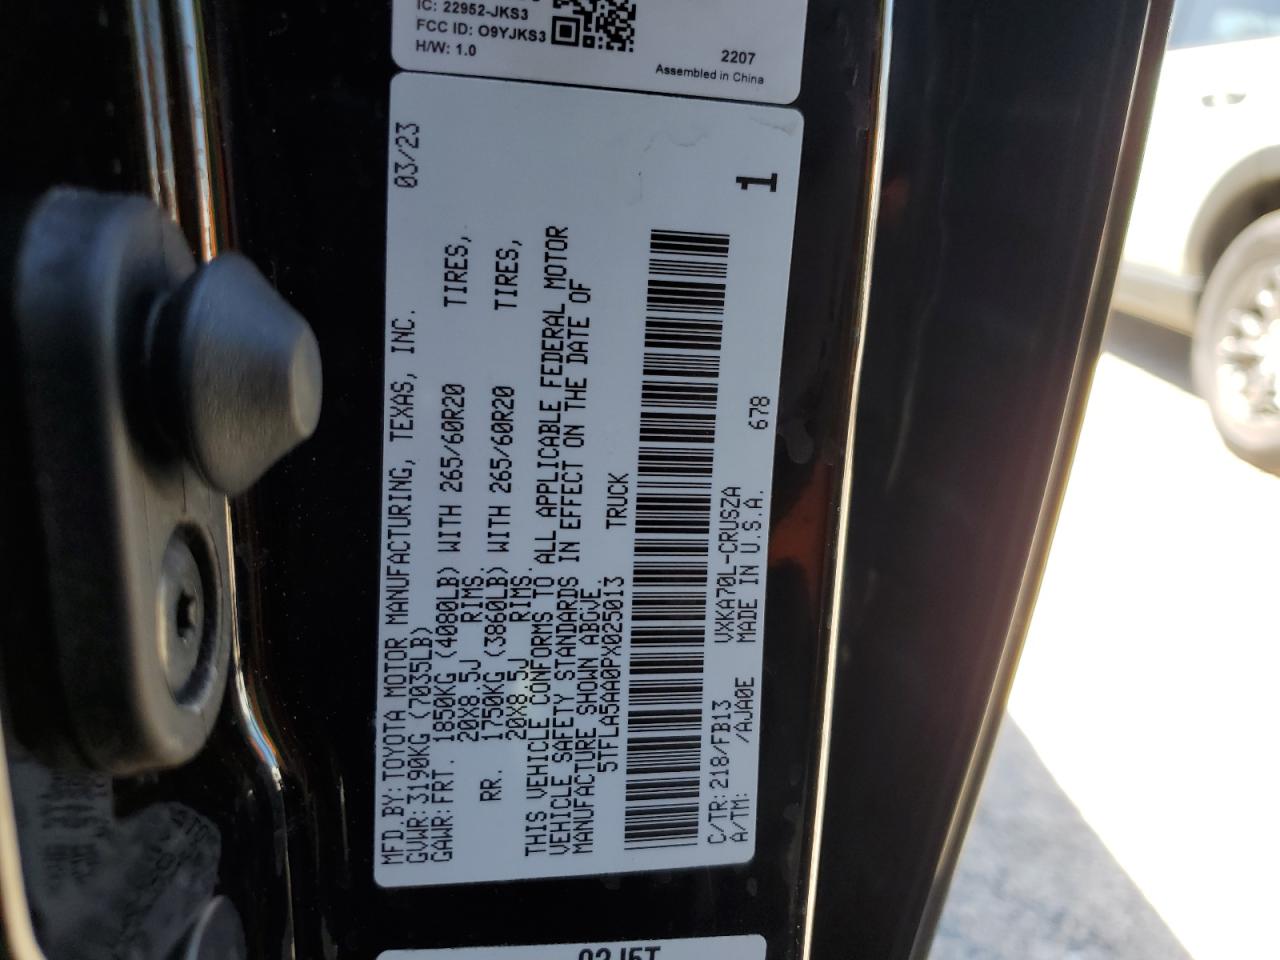 IC: 22952-JKS3
FCC ID: O9YJKS3
H/W: 1.0
2207
Assembled in China
MFD.BY:TOYOTA MOTOR MANUFACTURING, TEXAS, INC. 03/23
GVWR:3190KG (7035LB)
GAWR:FRT. 1850KG (4080LB) WITH 265/60R20 TIRES,
20X8.5J RIMS.
RR. 1750KG (3860LB) WITH 265/60R20 TIRES,
20X8.5J RIMS.
THIS VEHICLE CONFORMS TO ALL APPLICABLE FEDERAL MOTOR
VEHICLE SAFETY STANDARDS IN EFFECT ON THE DATE OF
MANUFACTURE SHOWN ABOVE.
5TFLA5AA0PX025013 TRUCK
C/TR:218/FB13 VXKA70L-CRUSZA
A/TM: /AJA0E MADE IN U.S.A. 678
1